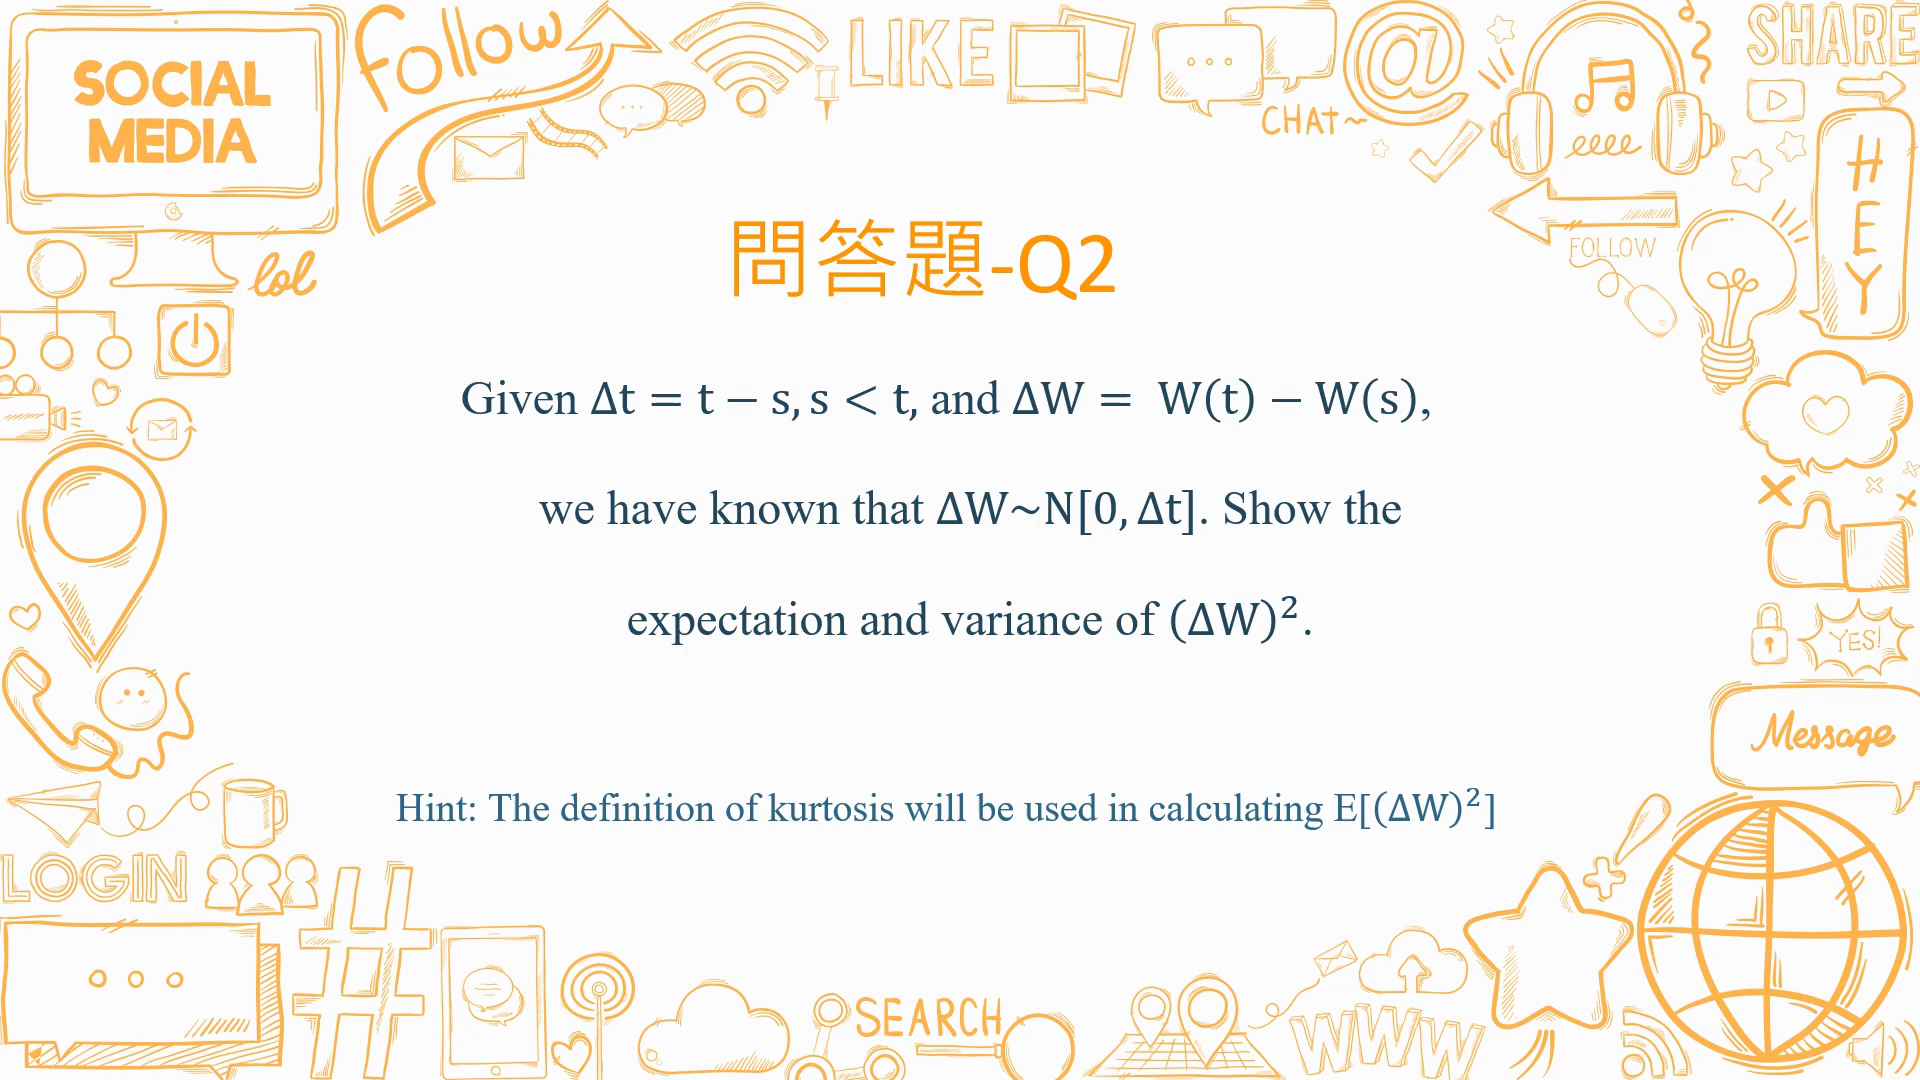 SOCIAL
MEDIA
follow
LIKE
CHAT~
@
SHARE
HEY
FOLLOW
lol
問答題-Q2
Given Δt = t − s, s < t, and ΔW = W(t) − W(s),
we have known that ΔW~N[0, Δt]. Show the
expectation and variance of (ΔW)².
YES!
Message
Hint: The definition of kurtosis will be used in calculating E[(ΔW)²]
LOGIN
#
SEARCH
WWW